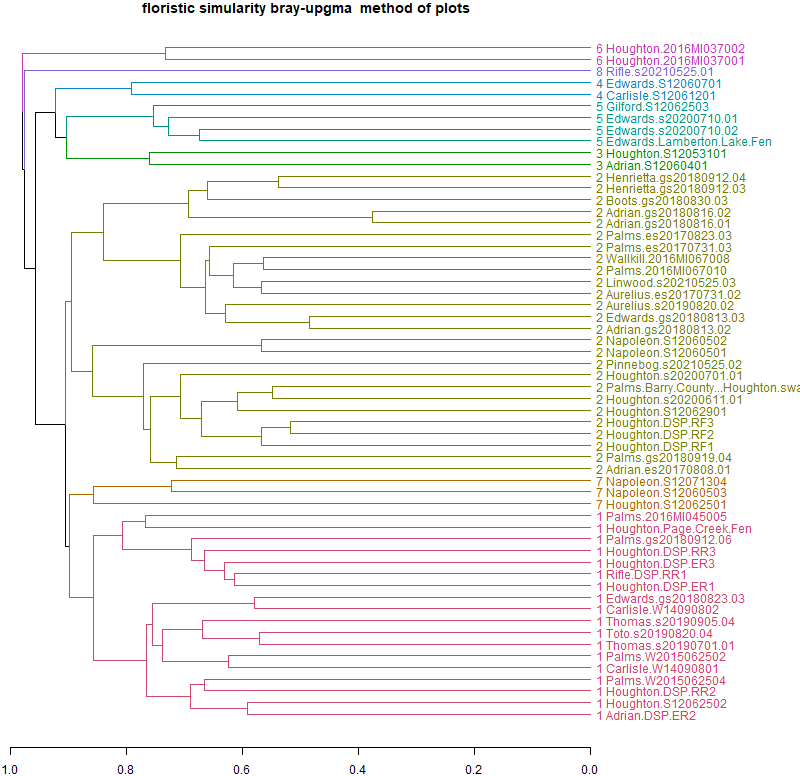 floristic simularity bray-upgma method of plots
6 Houghton.2016MI037002
6 Houghton.2016MI037001
8 Rifle.s20210525.01
4 Edwards.S12060701
4 Carlisle.S12061201
5 Gilford.S12062503
5 Edwards.s20200710.01
5 Edwards.s20200710.02
5 Edwards.Lamberton.Lake.Fen
3 Houghton.S12053101
3 Adrian.S12060401
2 Henrietta.gs20180912.04
2 Henrietta.gs20180912.03
2 Boots.gs20180830.03
2 Adrian.gs20180816.02
2 Adrian.gs20180816.01
2 Palms.es20170823.03
2 Palms.es20170731.03
2 Wallkill.2016MI067008
2 Palms.2016MI067010
2 Linwood.s20210525.03
2 Aurelius.es20170731.02
2 Aurelius.s20190820.02
2 Edwards.gs20180813.03
2 Adrian.gs20180813.02
2 Napoleon.S12060502
2 Napoleon.S12060501
2 Pinnebog.s20210525.02
2 Houghton.s20200701.01
2 Palms.Barry.County...Houghton.swa
2 Houghton.s20200611.01
2 Houghton.S12062901
2 Houghton.DSP.RF3
2 Houghton.DSP.RF2
2 Houghton.DSP.RF1
2 Palms.gs20180919.04
2 Adrian.es20170808.01
7 Napoleon.S12071304
7 Napoleon.S12060503
7 Houghton.S12062501
1 Palms.2016MI045005
1 Houghton.Page.Creek.Fen
1 Palms.gs20180912.06
1 Houghton.DSP.RR3
1 Houghton.DSP.ER3
1 Rifle.DSP.RR1
1 Houghton.DSP.ER1
1 Edwards.gs20180823.03
1 Carlisle.W14090802
1 Thomas.s20190905.04
1 Toto.s20190820.04
1 Thomas.s20190701.01
1 Palms.W2015062502
1 Carlisle.W14090801
1 Palms.W2015062504
1 Houghton.DSP.RR2
1 Houghton.S12062502
1 Adrian.DSP.ER2
1.0 0.8 0.6 0.4 0.2 0.0